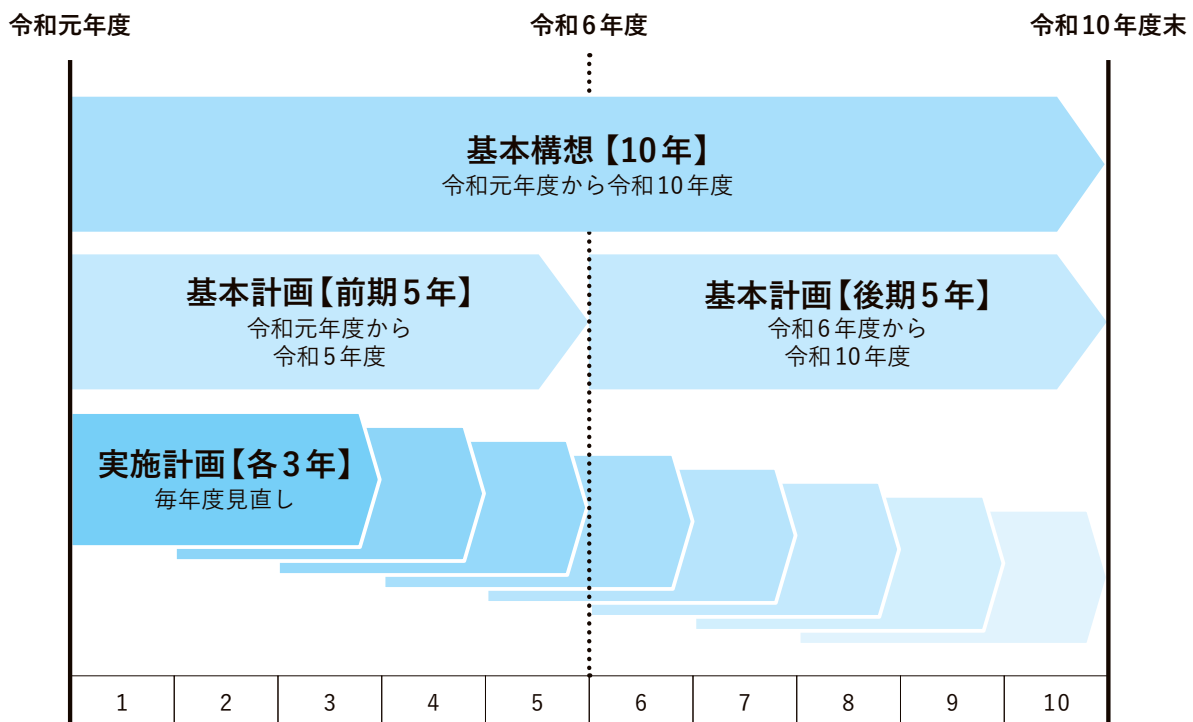 令和元年度
令和6年度
令和10年度末
基本構想【10年】
令和元年度から令和10年度
基本計画【前期5年】
令和元年度から
令和5年度
基本計画【後期5年】
令和6年度から
令和10年度
実施計画【各3年】
毎年度見直し
1 2 3 4 5 6 7 8 9 10